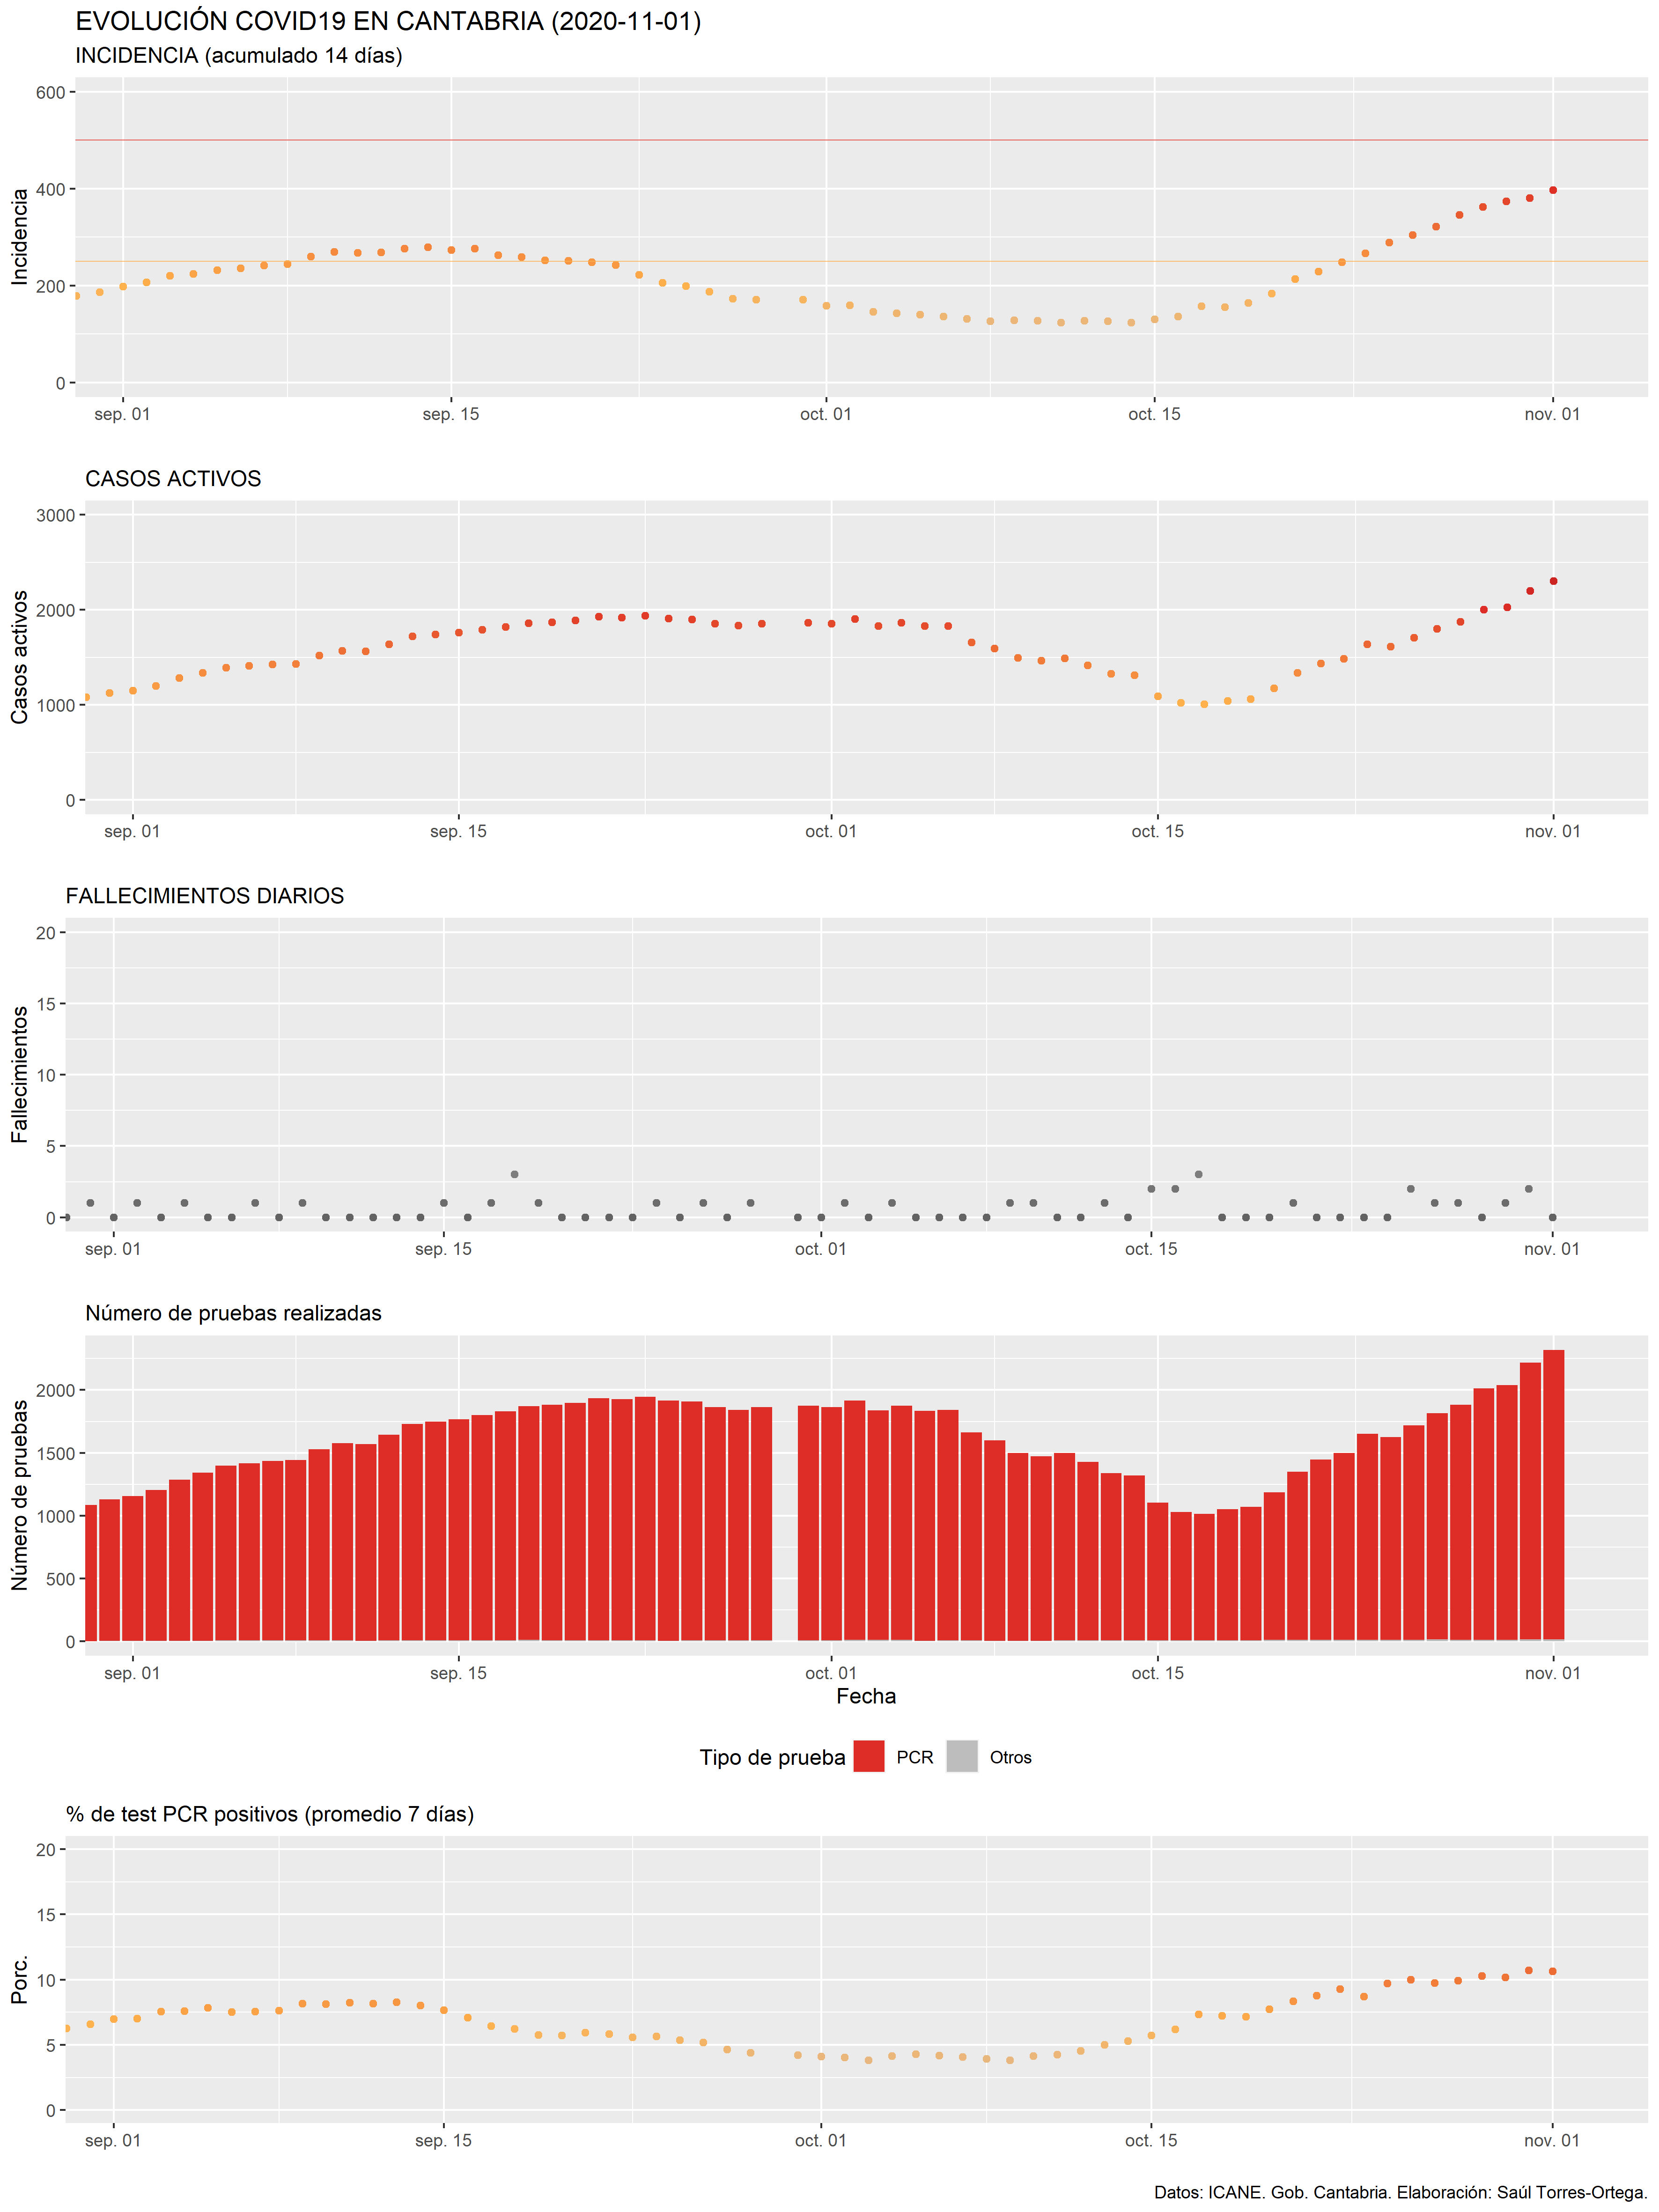 EVOLUCIÓN COVID19 EN CANTABRIA (2020-11-01)
INCIDENCIA (acumulado 14 días)
Incidencia
600
400
200
0
sep. 01 sep. 15 oct. 01 oct. 15 nov. 01
CASOS ACTIVOS
Casos activos
3000
2000
1000
0
sep. 01 sep. 15 oct. 01 oct. 15 nov. 01
FALLECIMIENTOS DIARIOS
Fallecimientos
20
15
10
5
0
sep. 01 sep. 15 oct. 01 oct. 15 nov. 01
Número de pruebas realizadas
Número de pruebas
2000
1500
1000
500
0
sep. 01 sep. 15 oct. 01 oct. 15 nov. 01
Fecha
Tipo de prueba PCR Otros
% de test PCR positivos (promedio 7 días)
Porc.
20
15
10
5
0
sep. 01 sep. 15 oct. 01 oct. 15 nov. 01
Datos: ICANE. Gob. Cantabria. Elaboración: Saúl Torres-Ortega.